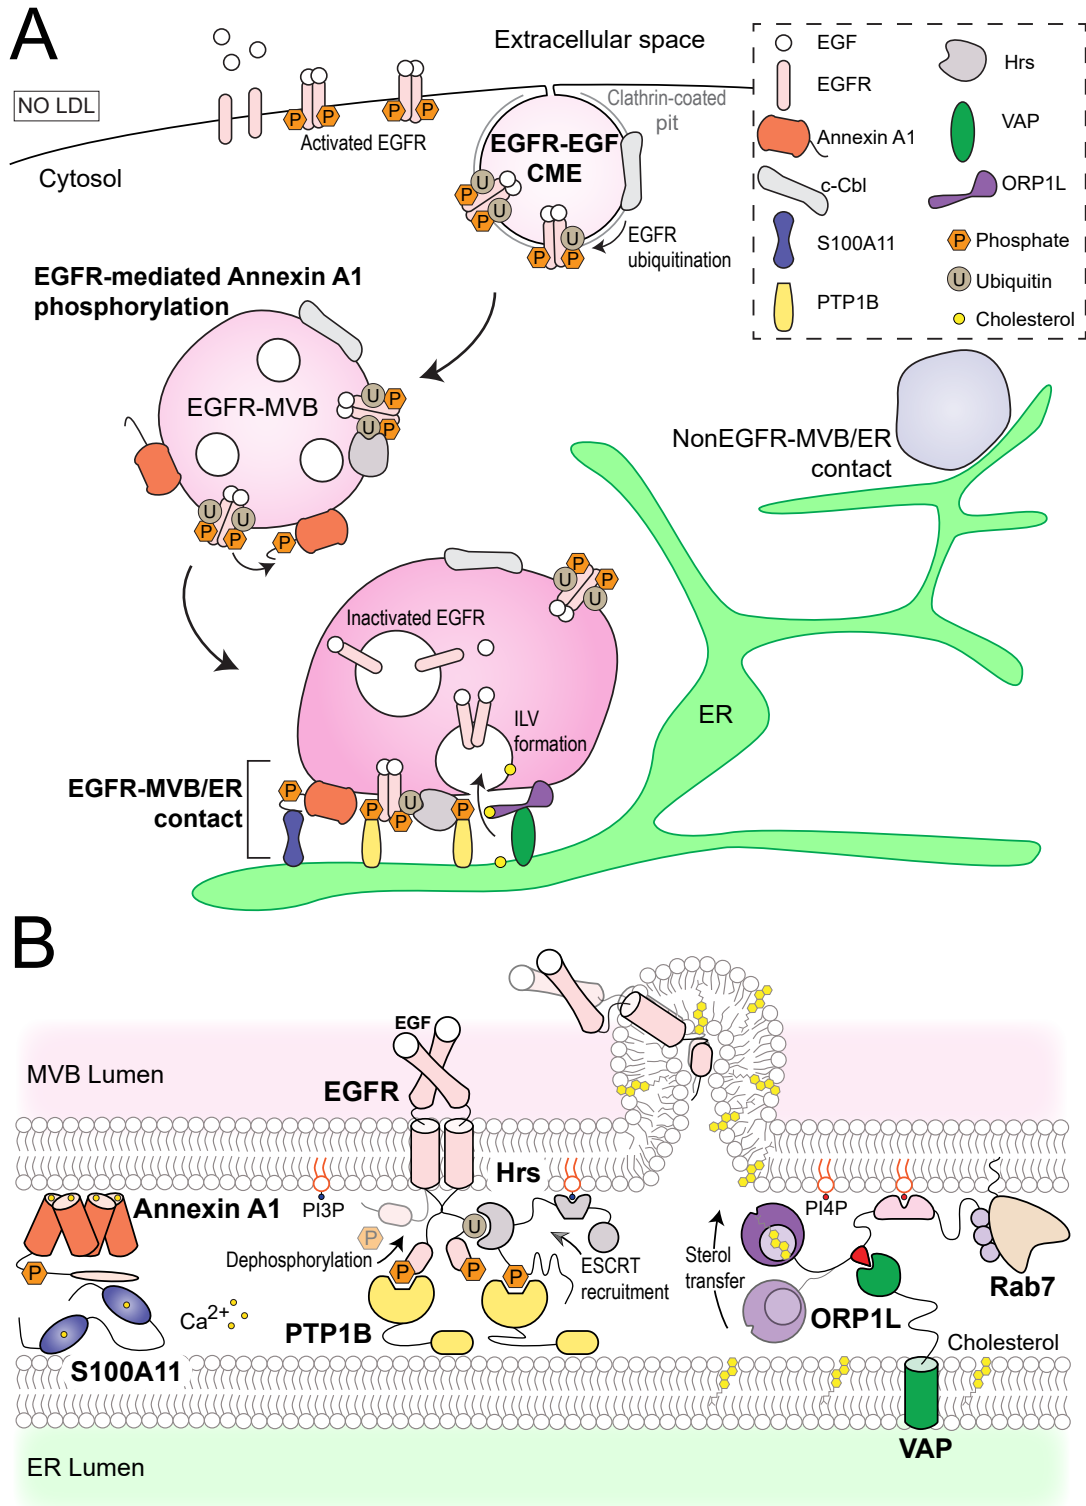 A
Extracellular space
NO LDL
P
P
P
P
Activated EGFR
Clathrin-coated
pit
Cytosol
EGFR-EGF
CME
U
P
U
P
U
P
P
EGFR
ubiquitination
EGF
EGFR
Annexin A1
c-Cbl
S100A11
PTP1B
Hrs
VAP
ORP1L
P Phosphate
U Ubiquitin
Cholesterol
EGFR-mediated Annexin A1
phosphorylation
EGFR-MVB
U
P
U
P
U
U
P
P
P
NonEGFR-MVB/ER
contact
P
U
P
U
Inactivated EGFR
ILV
formation
ER
EGFR-MVB/ER
contact
P
P
U
P
P
B
EGF
MVB Lumen
EGFR
Hrs
Annexin A1
PI3P
PI4P
P
U
Dephosphorylation
P
P
P
P
ESCRT
recruitment
Sterol
transfer
Rab7
ORP1L
Ca2+
PTP1B
S100A11
Cholesterol
VAP
ER Lumen